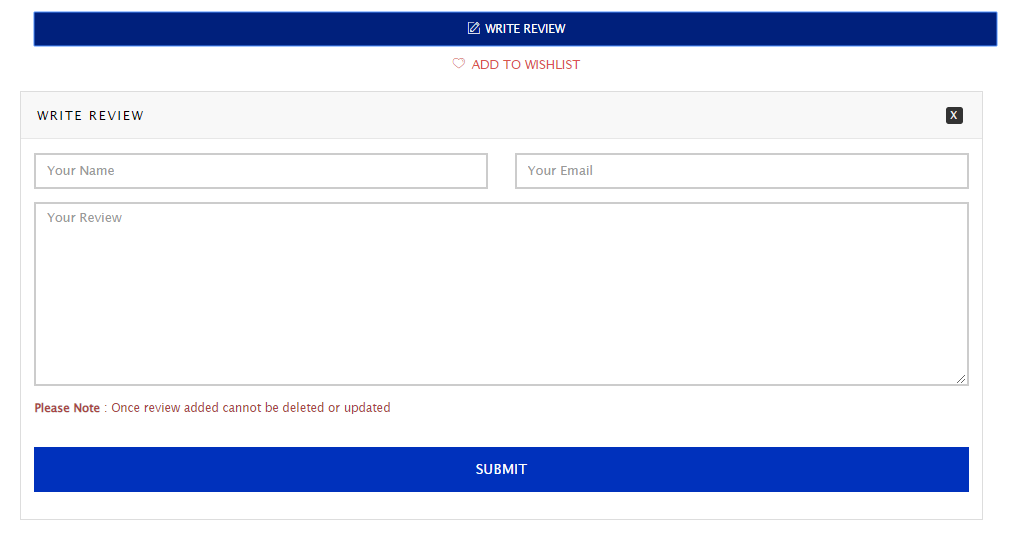 WRITE REVIEW
ADD TO WISHLIST
WRITE REVIEW
X
Your Name
Your Email
Your Review
Please Note : Once review added cannot be deleted or updated
SUBMIT